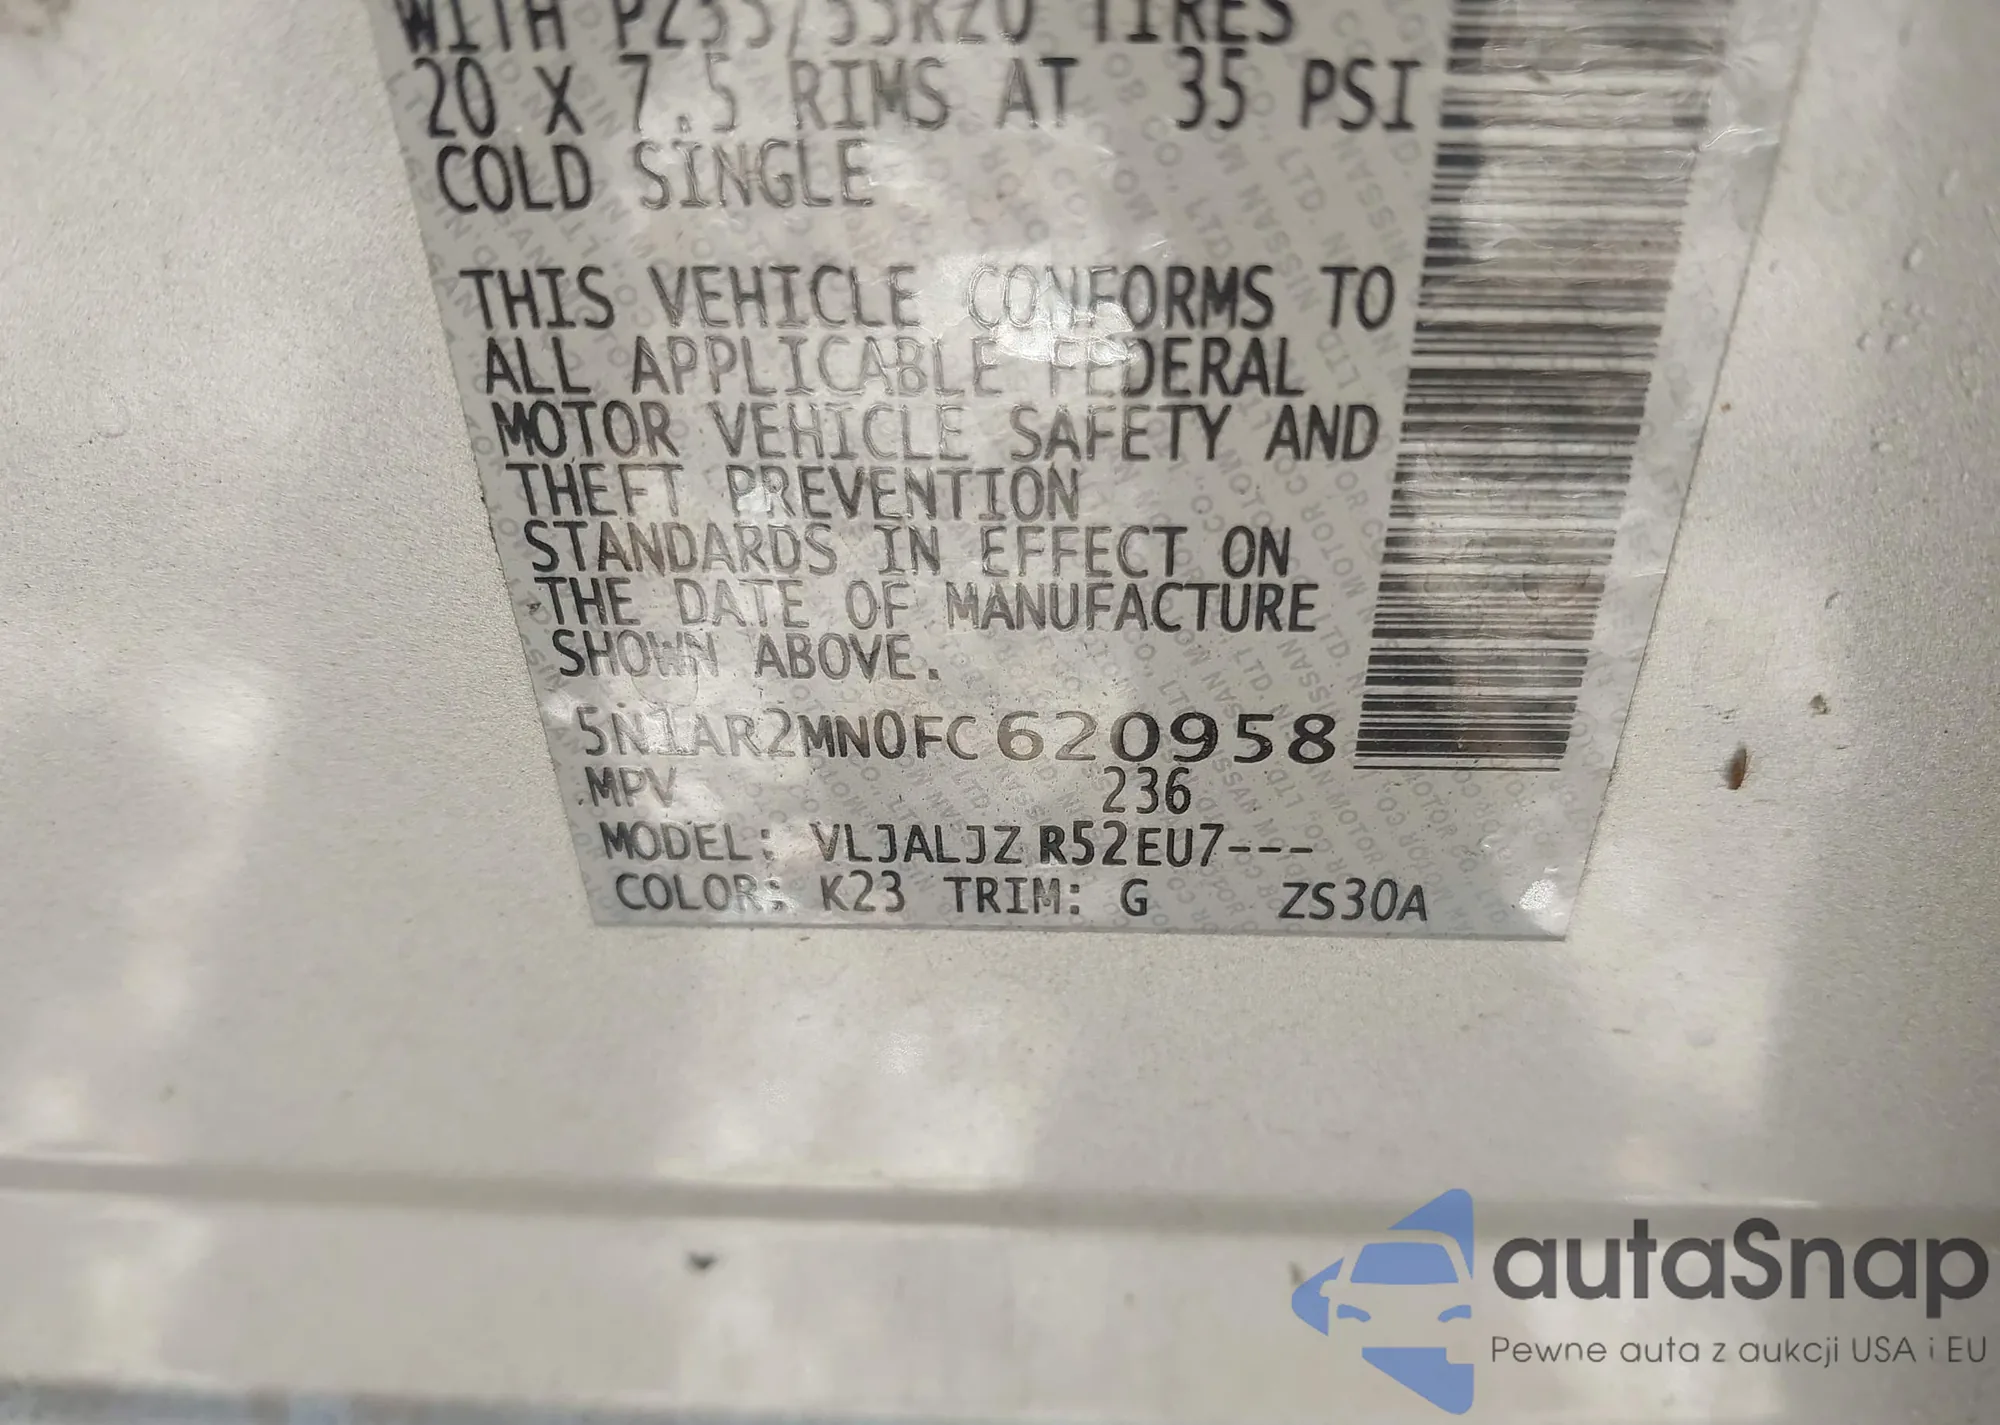 WITH P235/55R20 TIRES
20 X 7.5 RIMS AT 35 PSI
COLD SINGLE
THIS VEHICLE CONFORMS TO
ALL APPLICABLE FEDERAL
MOTOR VEHICLE SAFETY AND
THEFT PREVENTION
STANDARDS IN EFFECT ON
THE DATE OF MANUFACTURE
SHOWN ABOVE.
5N1AR2MN0FC620958
MPV 236
MODEL: VLJALJZ R52EU7---
COLOR: K23 TRIM: G ZS30A
autaSnap
Pewne auta z aukcji USA i EU